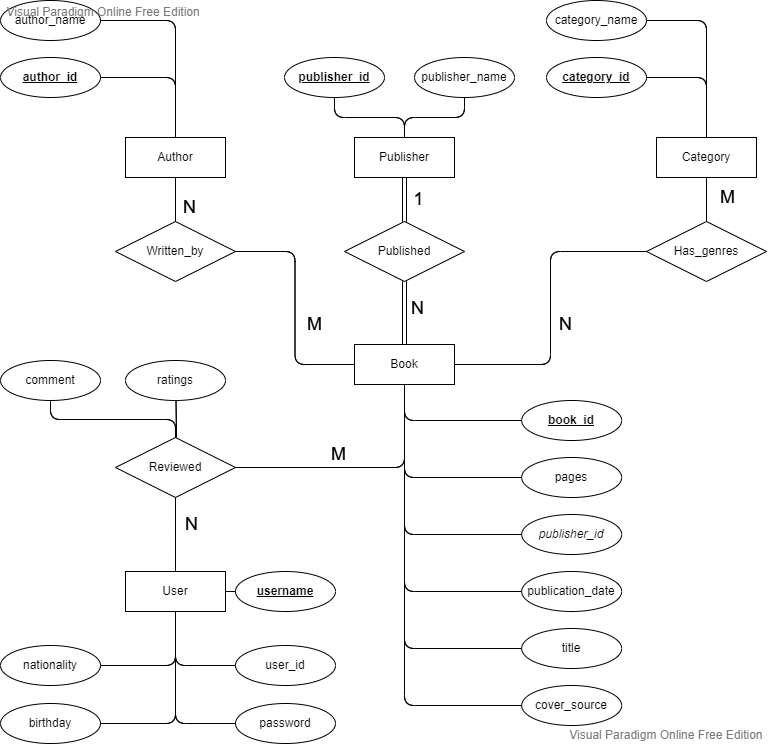 Visual Paradigm Online Free Edition
author_name
category_name
author_id
publisher_id
publisher_name
category_id
Author
Publisher
Category
N
1
M
Written_by
Published
Has_genres
M
N
N
Book
comment
ratings
book_id
Reviewed
M
pages
N
publisher_id
User
username
publication_date
nationality
user_id
title
birthday
password
cover_source
Visual Paradigm Online Free Edition